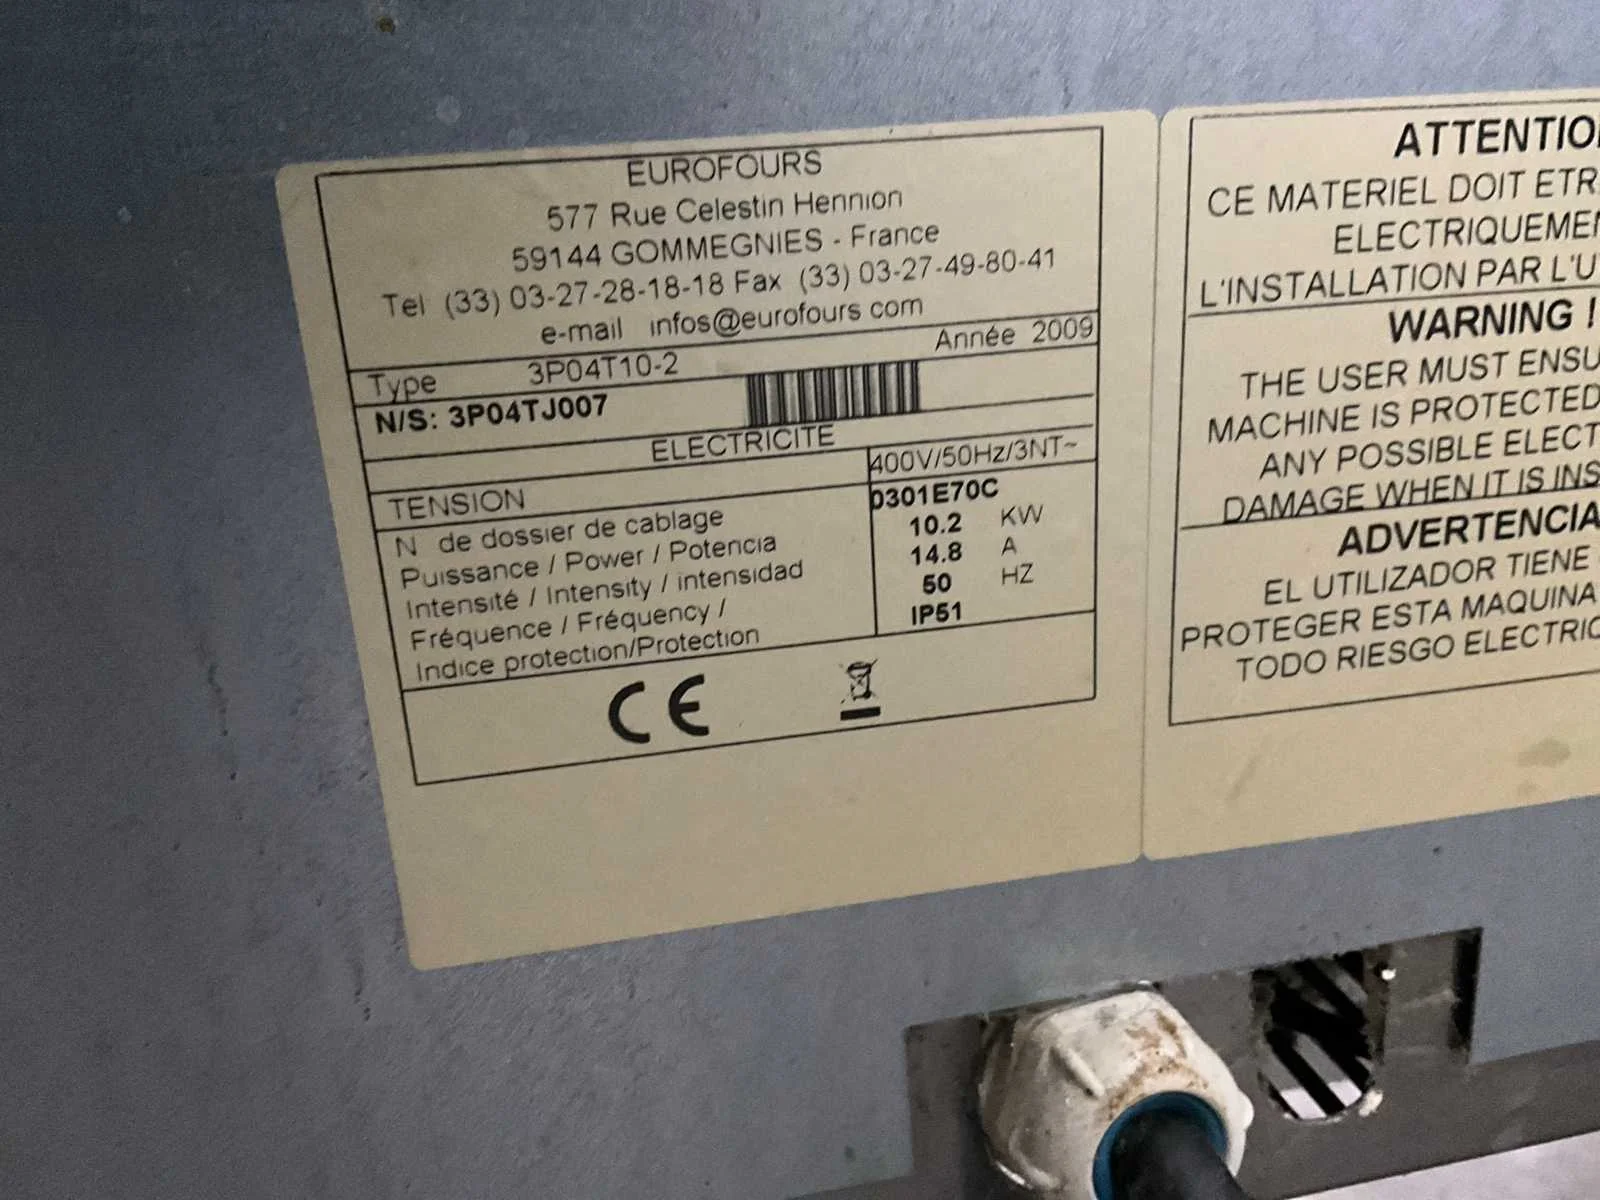 EUROFOURS
577 Rue Celestin Hennion
59144 GOMMEGNIES - France
Tel (33) 03-27-28-18-18 Fax (33) 03-27-49-80-41
e-mail infos@eurofours com
Type 3P04T10-2 Année 2009
N/S: 3P04TJ007
ELECTRICITE
TENSION 400V/50Hz/3NT~
N de dossier de cablage 0301E70C
Puissance / Power / Potencia 10.2 KW
Intensité / Intensity / intensidad 14.8 A
Fréquence / Fréquency / 50 HZ
Indice protection/Protection IP51
CE
ATTENTIO
CE MATERIEL DOIT ETR
ELECTRIQUEME
L'INSTALLATION PAR L'U
WARNING !
THE USER MUST ENSU
MACHINE IS PROTECTED
ANY POSSIBLE ELECT
DAMAGE WHEN IT IS INS
ADVERTENCIA
EL UTILIZADOR TIENE
PROTEGER ESTA MAQUINA
TODO RIESGO ELECTRIC